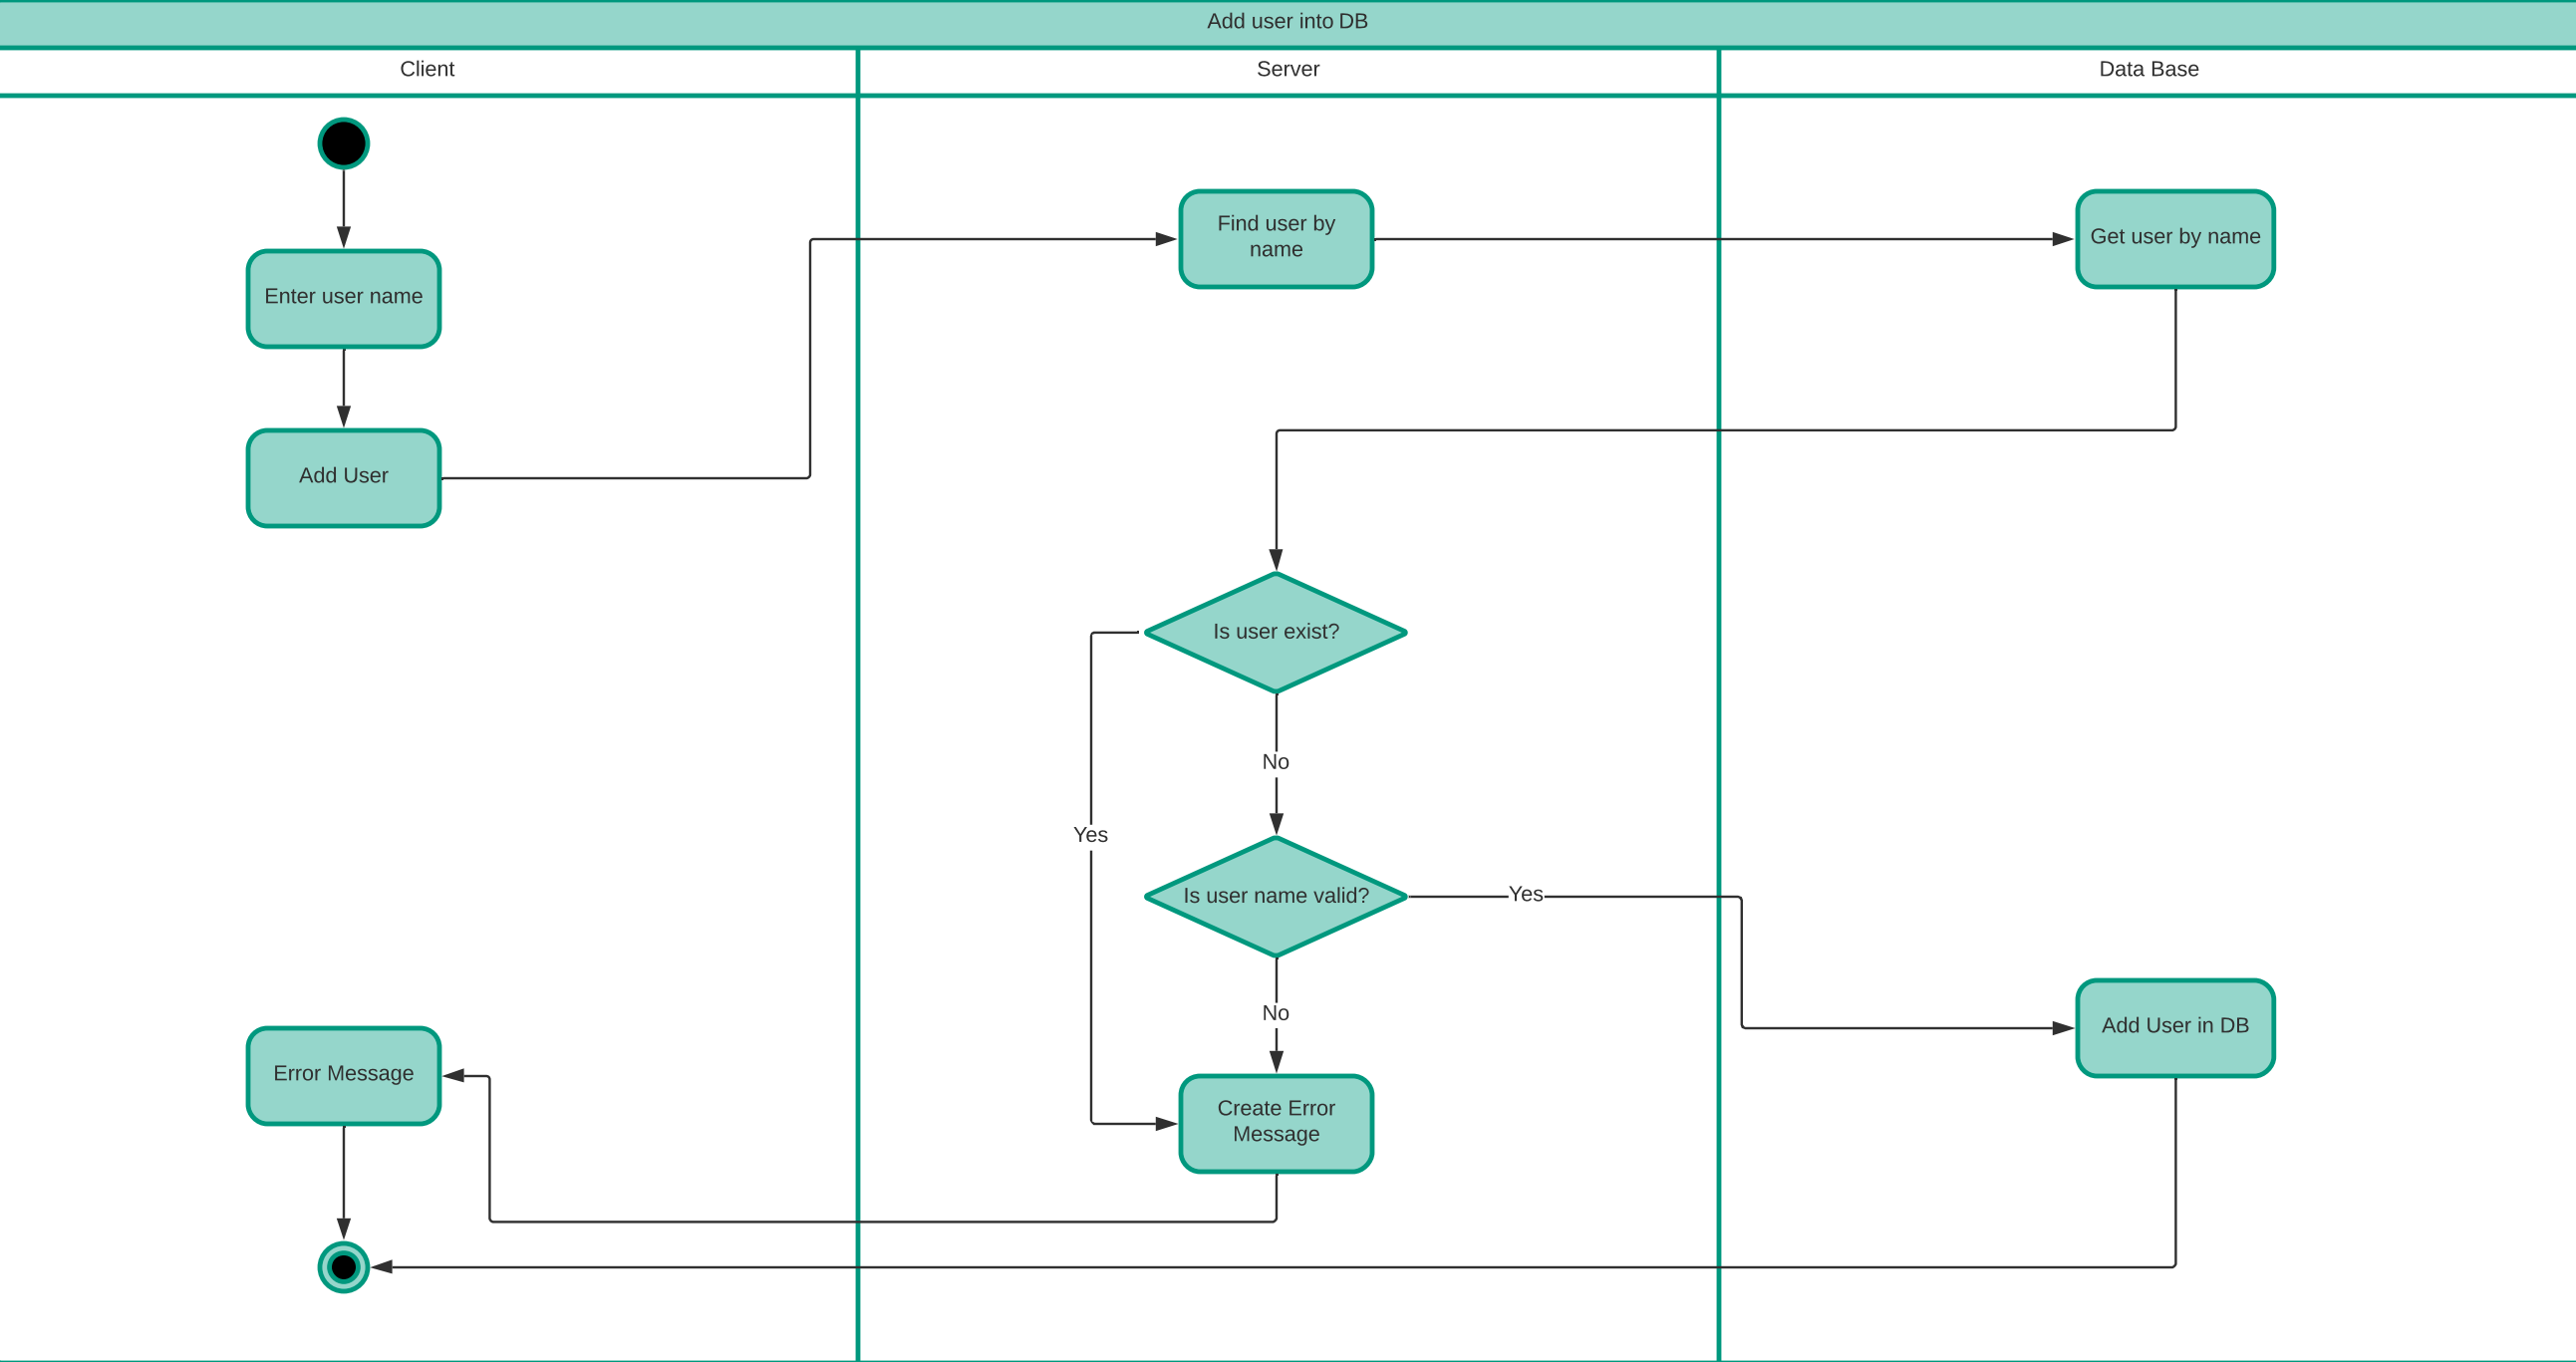 Add user into DB
Client
Server
Data Base
Find user by
name
Get user by name
Enter user name
Add User
Is user exist?
No
Yes
Is user name valid?
Yes
No
Add User in DB
Error Message
Create Error
Message